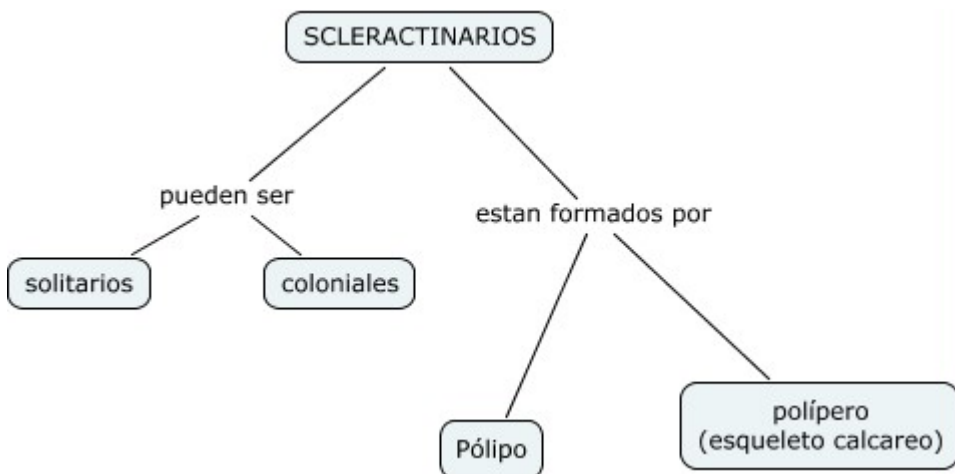 SCLERACTINARIOS
pueden ser
estan formados por
solitarios
coloniales
Pólipo
polípero
(esqueleto calcareo)